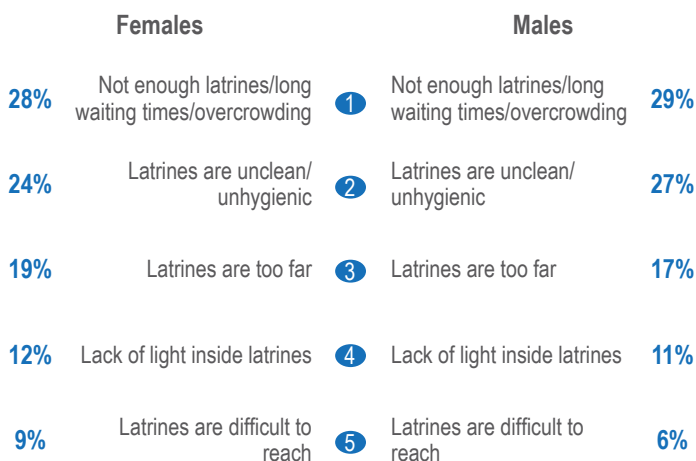 Females Males
28% Not enough latrines/long waiting times/overcrowding 1 Not enough latrines/long waiting times/overcrowding 29%
24% Latrines are unclean/ unhygienic 2 Latrines are unclean/ unhygienic 27%
19% Latrines are too far 3 Latrines are too far 17%
12% Lack of light inside latrines 4 Lack of light inside latrines 11%
9% Latrines are difficult to reach 5 Latrines are difficult to reach 6%